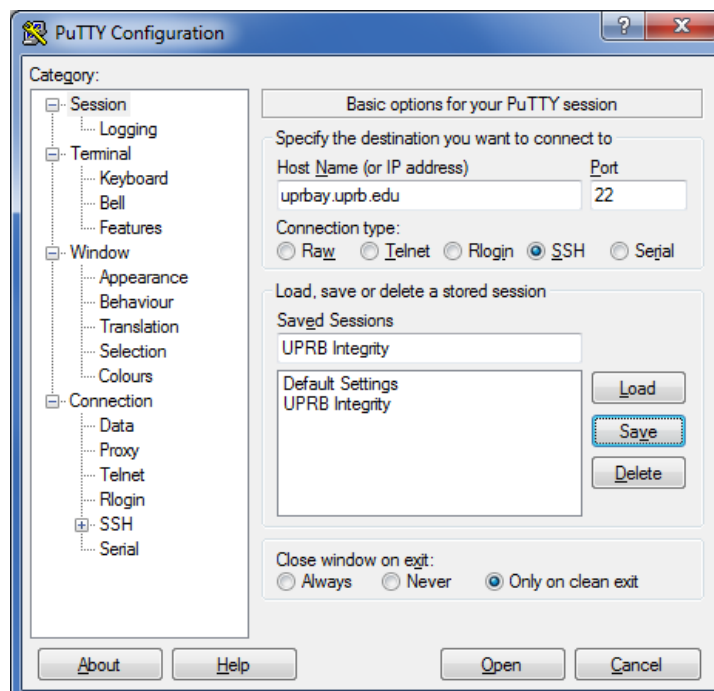 PuTTY Configuration
?
X
Category:
Session
Logging
Terminal
Keyboard
Bell
Features
Window
Appearance
Behaviour
Translation
Selection
Colours
Connection
Data
Proxy
Telnet
Rlogin
SSH
Serial
Basic options for your PuTTY session
Specify the destination you want to connect to
Host Name (or IP address) Port
uprbay.uprb.edu 22
Connection type:
Raw Telnet Rlogin SSH Serial
Load, save or delete a stored session
Saved Sessions
UPRB Integrity
Default Settings
UPRB Integrity
Load
Save
Delete
Close window on exit:
Always Never Only on clean exit
About Help Open Cancel